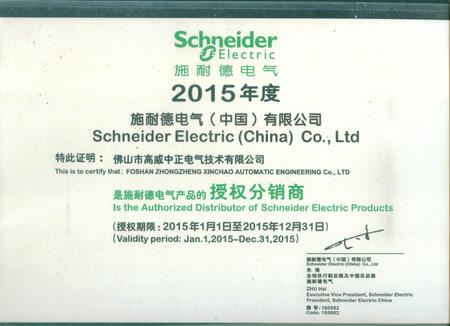 Schneider
Electric
施耐德电气
2015年度
施耐德电气（中国）有限公司
Schneider Electric (China) Co., Ltd
特此证明： 佛山市高威中正电气技术有限公司
This is to certify that: FOSHAN ZHONGZHENG XINCHAO AUTOMATIC ENGINEERING Co., LTD
是施耐德电气产品的 授权分销商
Is the Authorized Distributor of Schneider Electric Products
（授权期限：2015年1月1日至2015年12月31日）
(Validity period: Jan.1,2015-Dec.31,2015)
施耐德电气（中国）有限公司
Schneider Electric (China) Co., Ltd
朱 海
全球执行副总裁及中国区总裁
施耐德电气
ZHU Hai
Executive Vice President, Schneider Electric
President, Schneider Electric China
编 号：160862
Code: 160862